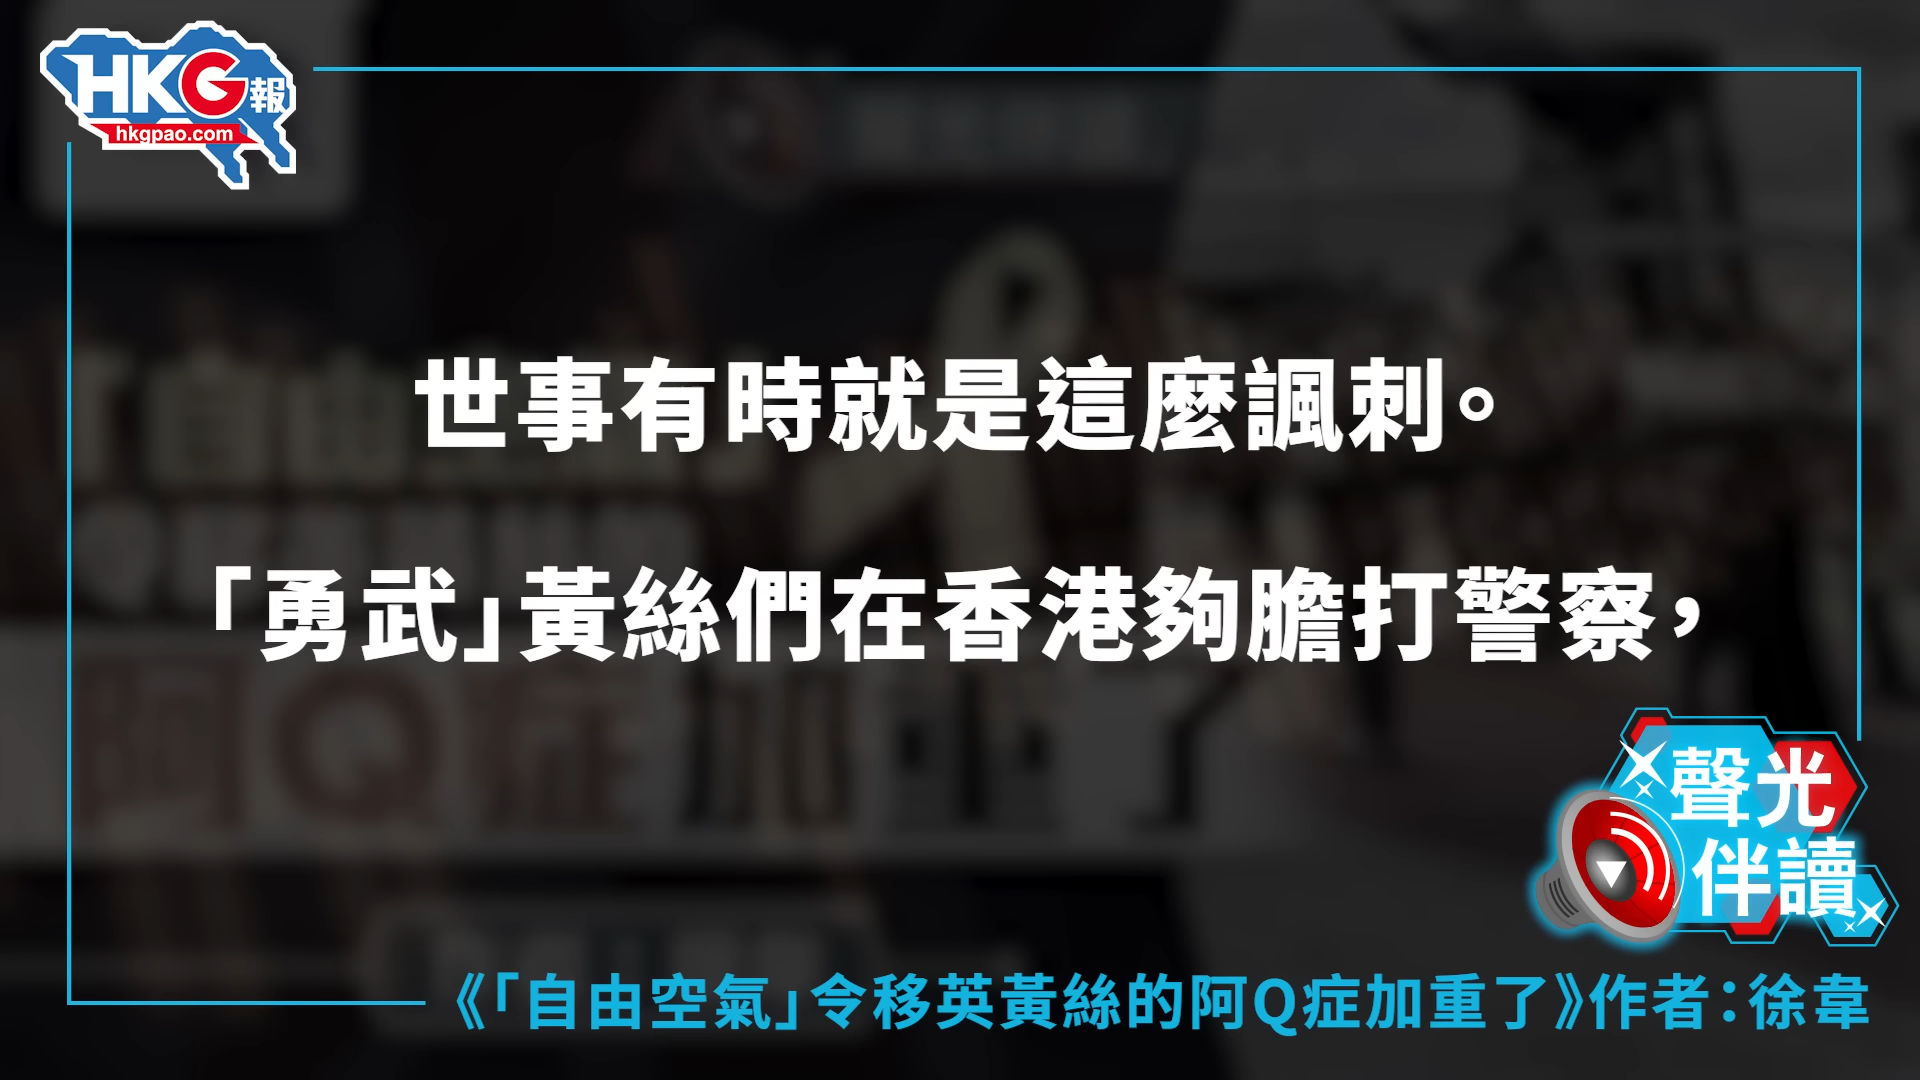 HKG報
hkgpao.com
世事有時就是這麼諷刺。
「勇武」黃絲們在香港夠膽打警察，
聲光
伴讀
《「自由空氣」令移英黃絲的阿Q症加重了》作者：徐韋